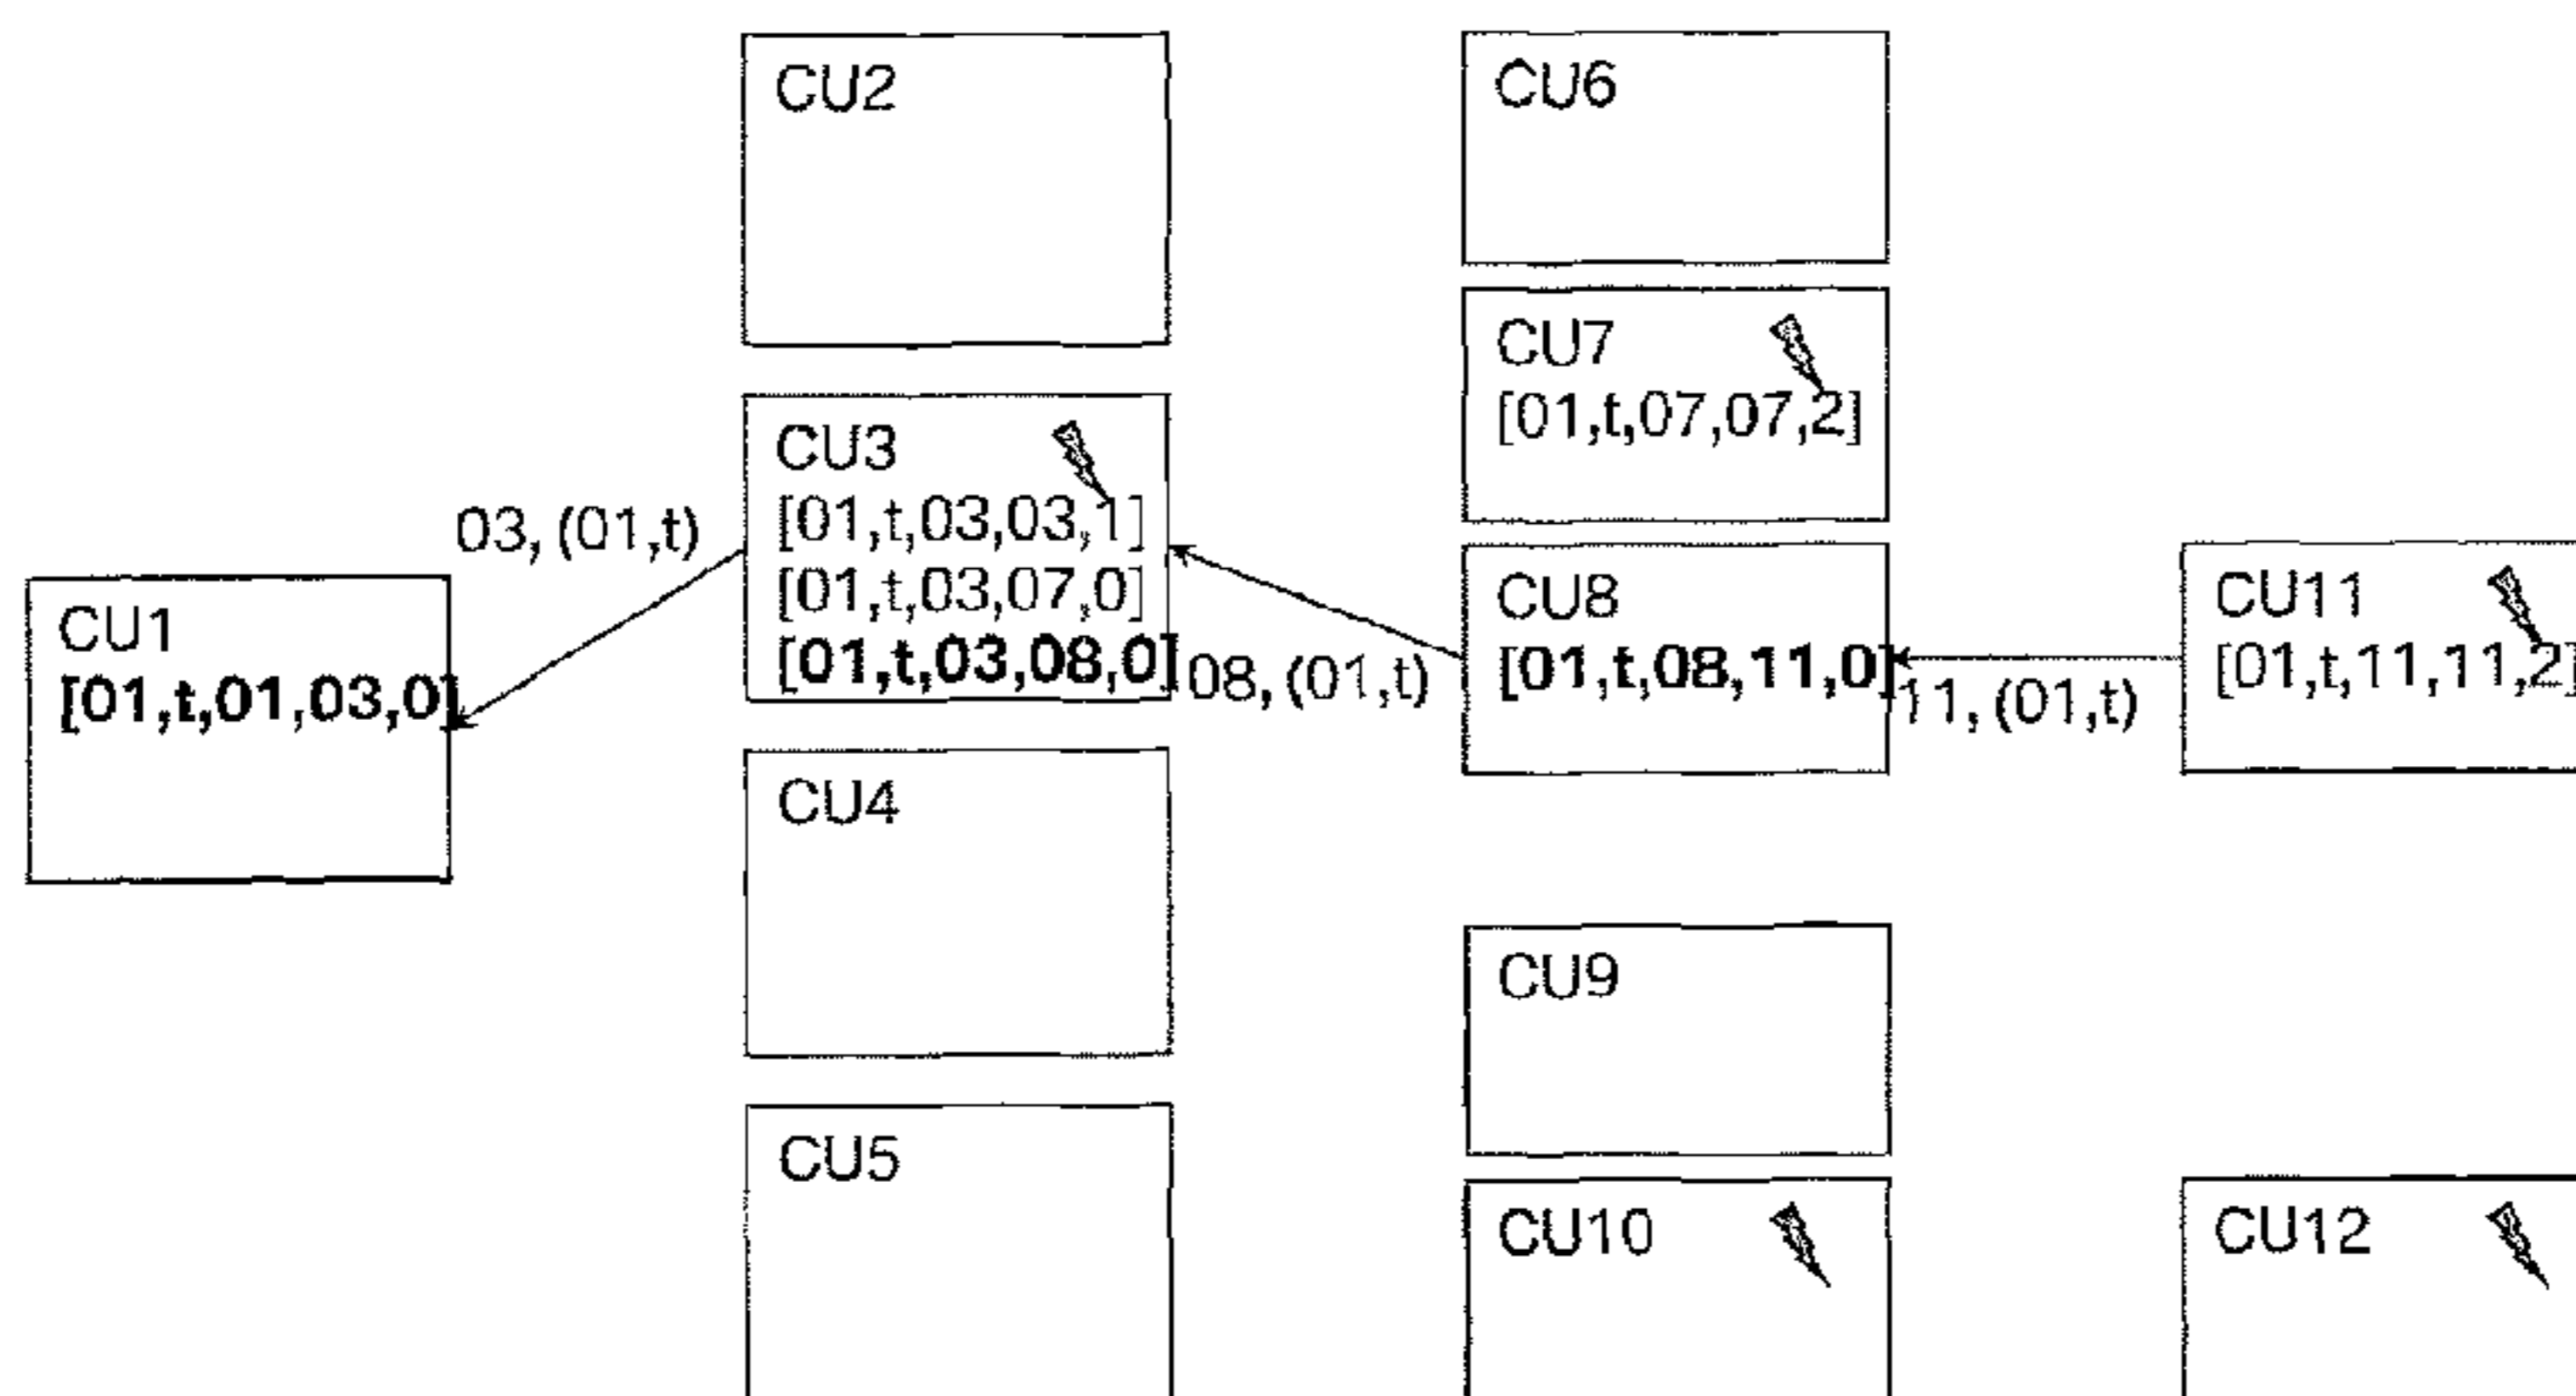 CU1
[01,t,01,03,0]
03, (01,t)
CU2
CU3
[01,t,03,03,1]
[01,t,03,07,0]
[01,t,03,08,0]
CU4
CU5
08, (01,t)
CU6
CU7
[01,t,07,07,2]
CU8
[01,t,08,11,0]
CU9
CU10
11, (01,t)
CU11
[01,t,11,11,2]
CU12